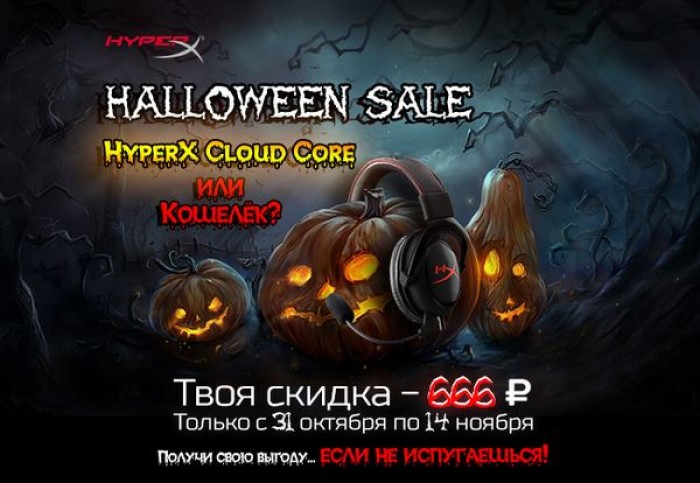 HYPERX
HALLOWEEN SALE
HYPERX CLOUD CORE
ИЛИ
КОШЕЛЁК?
Твоя скидка – 666 ₽
Только с 31 октября по 14 ноября
Получи свою выгоду... ЕСЛИ НЕ ИСПУГАЕШЬСЯ!